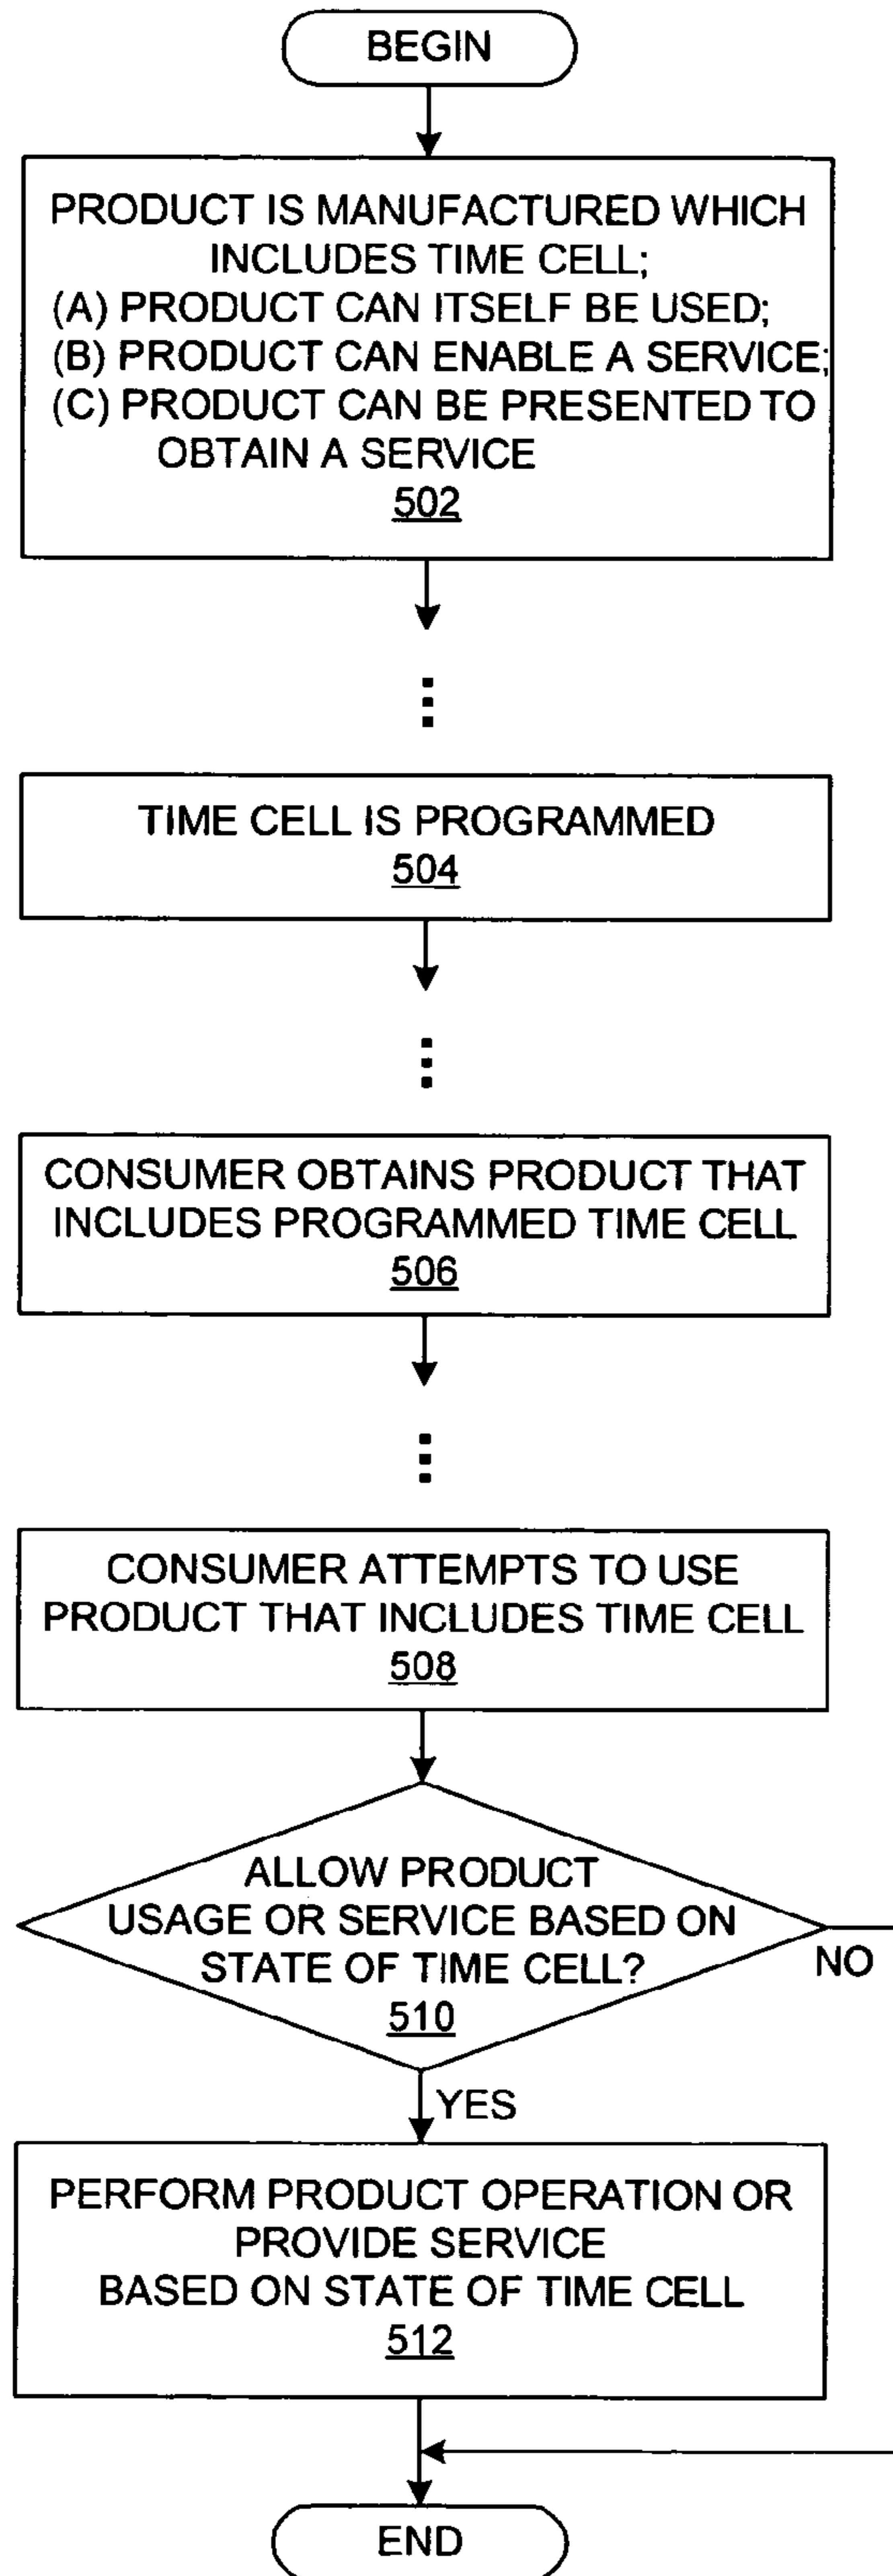 BEGIN
PRODUCT IS MANUFACTURED WHICH
INCLUDES TIME CELL;
(A) PRODUCT CAN ITSELF BE USED;
(B) PRODUCT CAN ENABLE A SERVICE;
(C) PRODUCT CAN BE PRESENTED TO
OBTAIN A SERVICE
502
TIME CELL IS PROGRAMMED
504
CONSUMER OBTAINS PRODUCT THAT
INCLUDES PROGRAMMED TIME CELL
506
CONSUMER ATTEMPTS TO USE
PRODUCT THAT INCLUDES TIME CELL
508
ALLOW PRODUCT
USAGE OR SERVICE BASED ON
STATE OF TIME CELL?
510
NO
YES
PERFORM PRODUCT OPERATION OR
PROVIDE SERVICE
BASED ON STATE OF TIME CELL
512
END